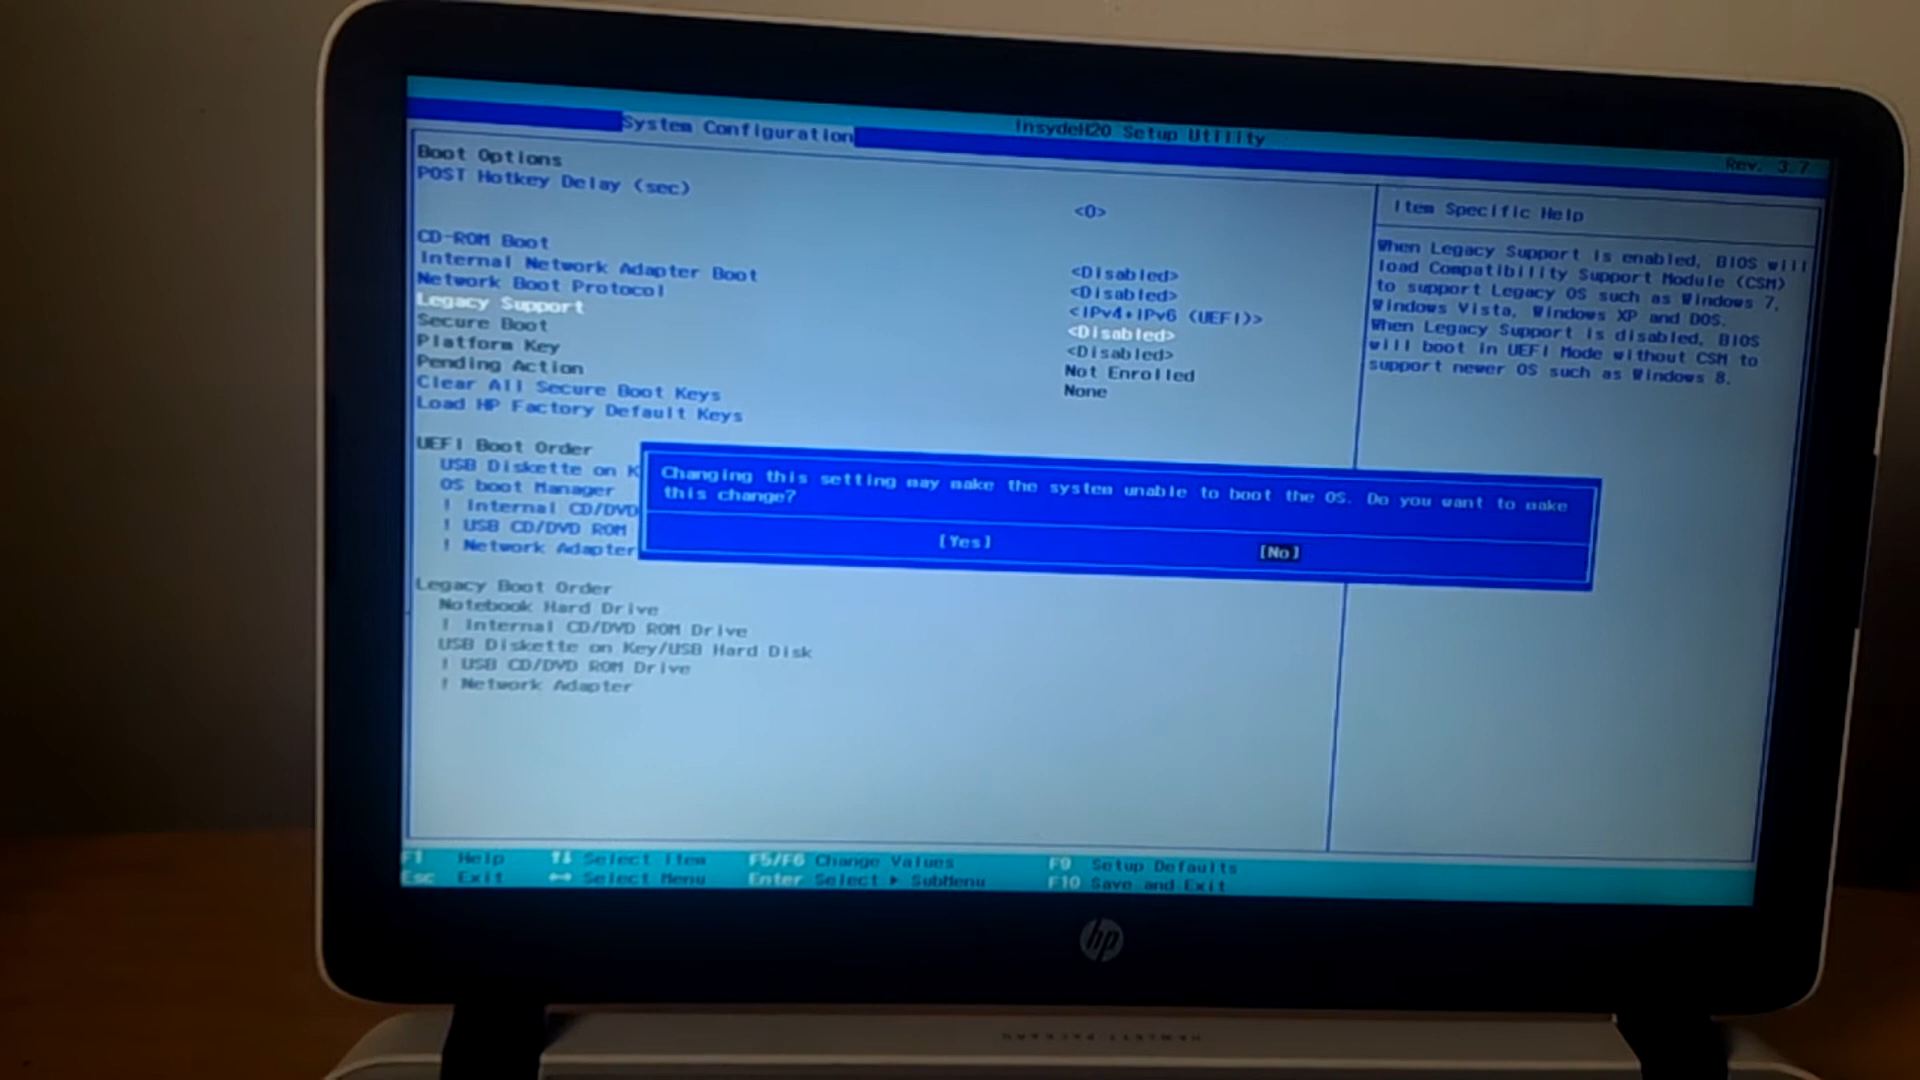 InsydeH20 Setup Utility
Rev. 3.7
System Configuration
Boot Options
POST Hotkey Delay (sec) <0>
CD-ROM Boot <Disabled>
Internal Network Adapter Boot <Disabled>
Network Boot Protocol <IPv4+IPv6 (UEFI)>
Legacy Support <Disabled>
Secure Boot <Disabled>
Platform Key Not Enrolled
Pending Action None
Clear All Secure Boot Keys
Load HP Factory Default Keys
UEFI Boot Order
USB Diskette on K
OS boot Manager
! Internal CD/DVD
! USB CD/DVD ROM
! Network Adapter
Legacy Boot Order
Notebook Hard Drive
! Internal CD/DVD ROM Drive
USB Diskette on Key/USB Hard Disk
! USB CD/DVD ROM Drive
! Network Adapter
Changing this setting may make the system unable to boot the OS. Do you want to make
this change?
[Yes] [No]
Item Specific Help
When Legacy Support is enabled, BIOS will
load Compatibility Support Module (CSM)
to support Legacy OS such as Windows 7,
Windows Vista, Windows XP and DOS.
When Legacy Support is disabled, BIOS
will boot in UEFI Mode without CSM to
support newer OS such as Windows 8.
F1 Help ↑↓ Select Item F5/F6 Change Values F9 Setup Defaults
Esc Exit ↔ Select Menu Enter Select ▶ SubMenu F10 Save and Exit
hp
HEWLETT-PACKARD